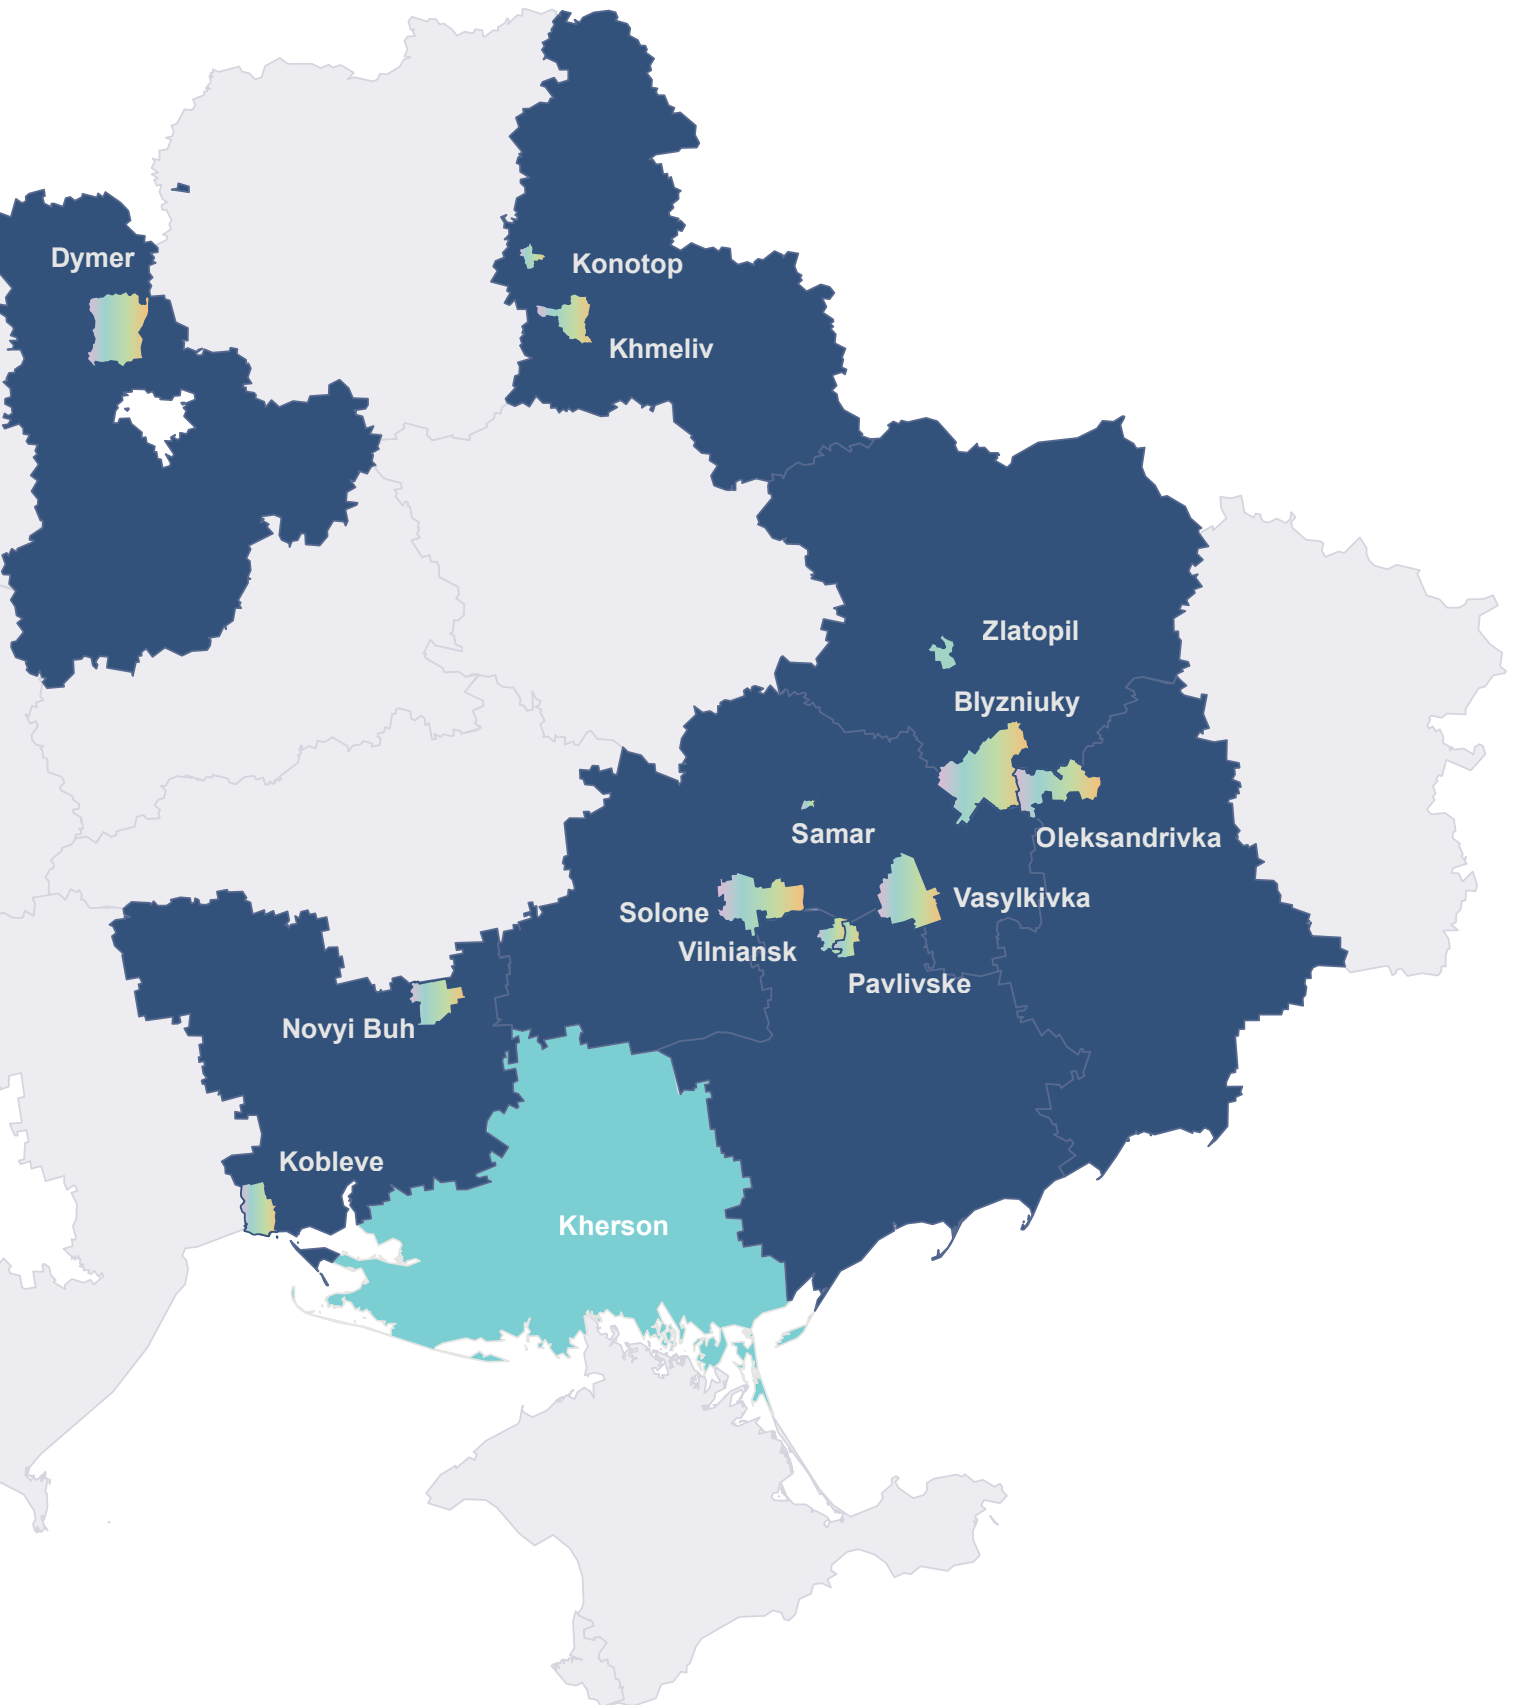 Dymer
Konotop
Khmeliv
Zlatopil
Blyzniuky
Samar
Oleksandrivka
Vasylkivka
Solone
Vilniansk
Pavlivske
Novyi Buh
Kobleve
Kherson